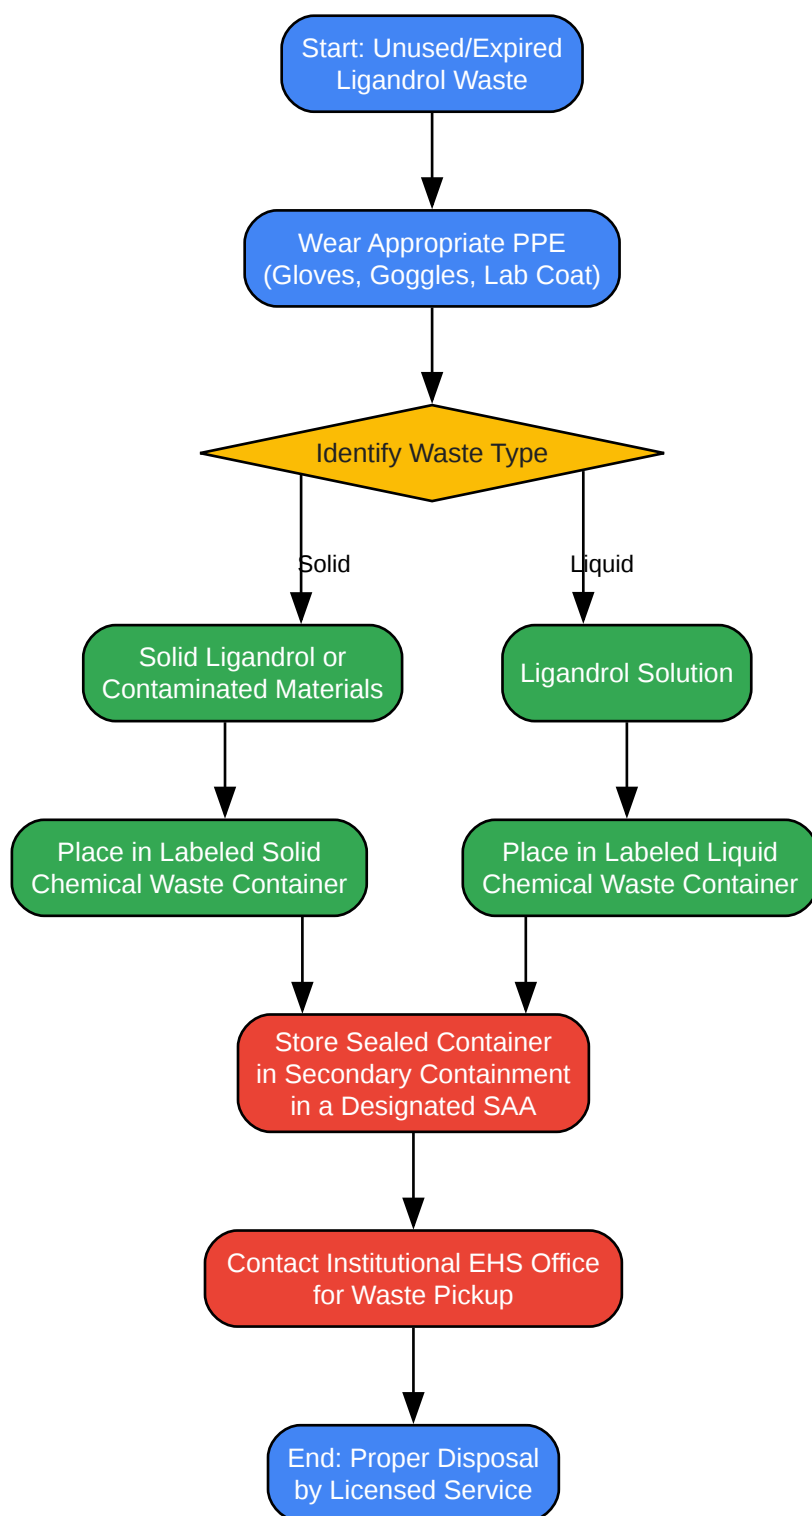 Start: Unused/Expired
Ligandrol Waste
Wear Appropriate PPE
(Gloves, Goggles, Lab Coat)
Identify Waste Type
Solid
Liquid
Solid Ligandrol or
Contaminated Materials
Ligandrol Solution
Place in Labeled Solid
Chemical Waste Container
Place in Labeled Liquid
Chemical Waste Container
Store Sealed Container
in Secondary Containment
in a Designated SAA
Contact Institutional EHS Office
for Waste Pickup
End: Proper Disposal
by Licensed Service